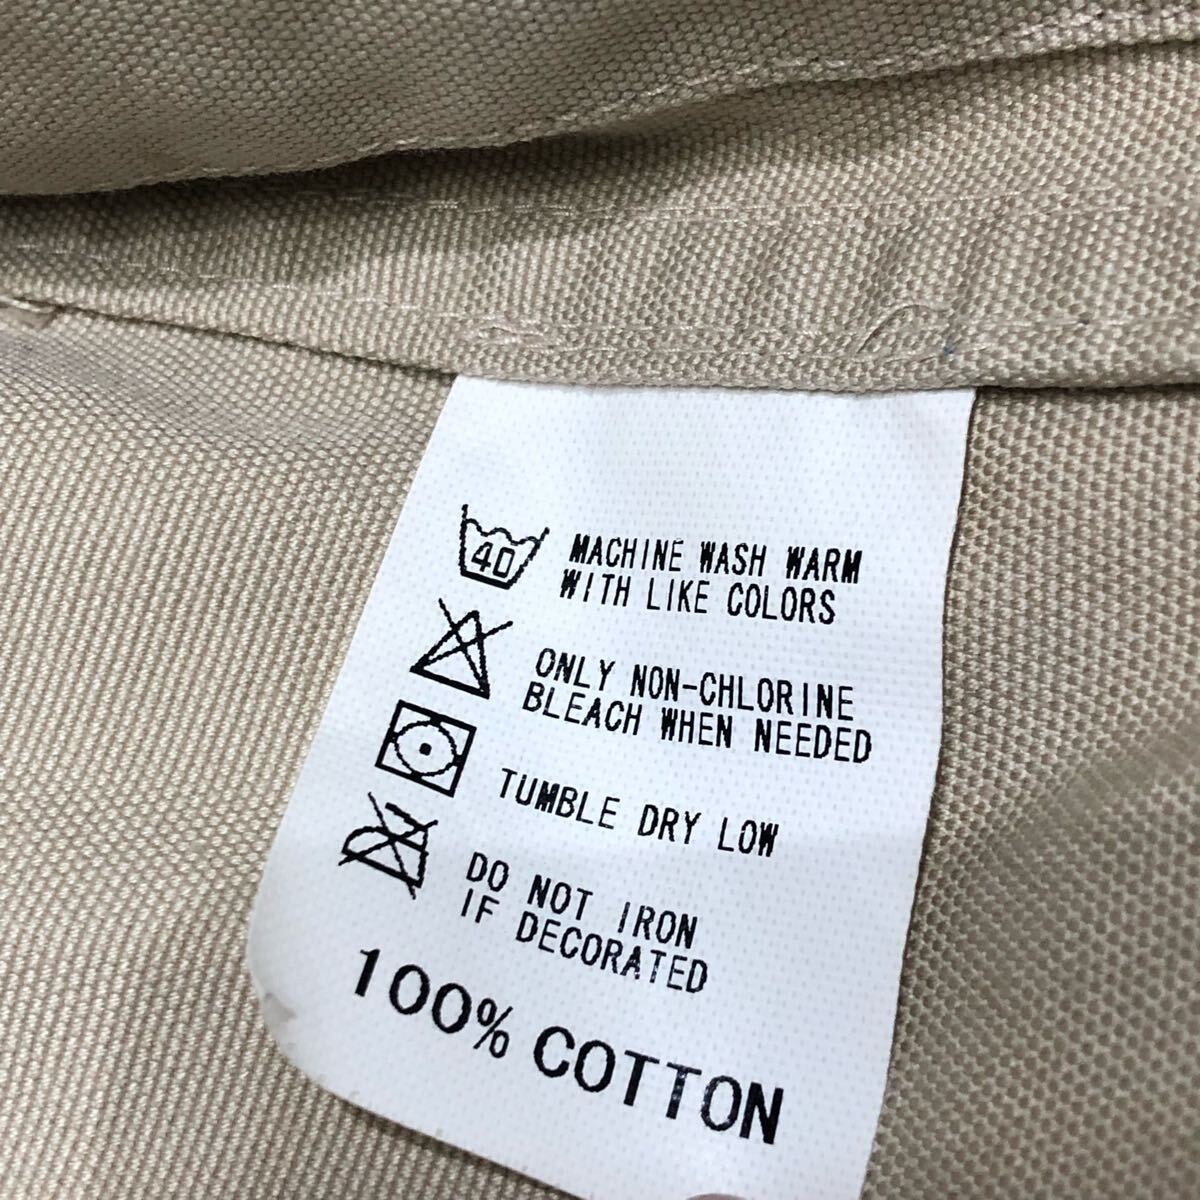 40 MACHINE WASH WARM
WITH LIKE COLORS
ONLY NON-CHLORINE
BLEACH WHEN NEEDED
TUMBLE DRY LOW
DO NOT IRON
IF DECORATED
100% COTTON